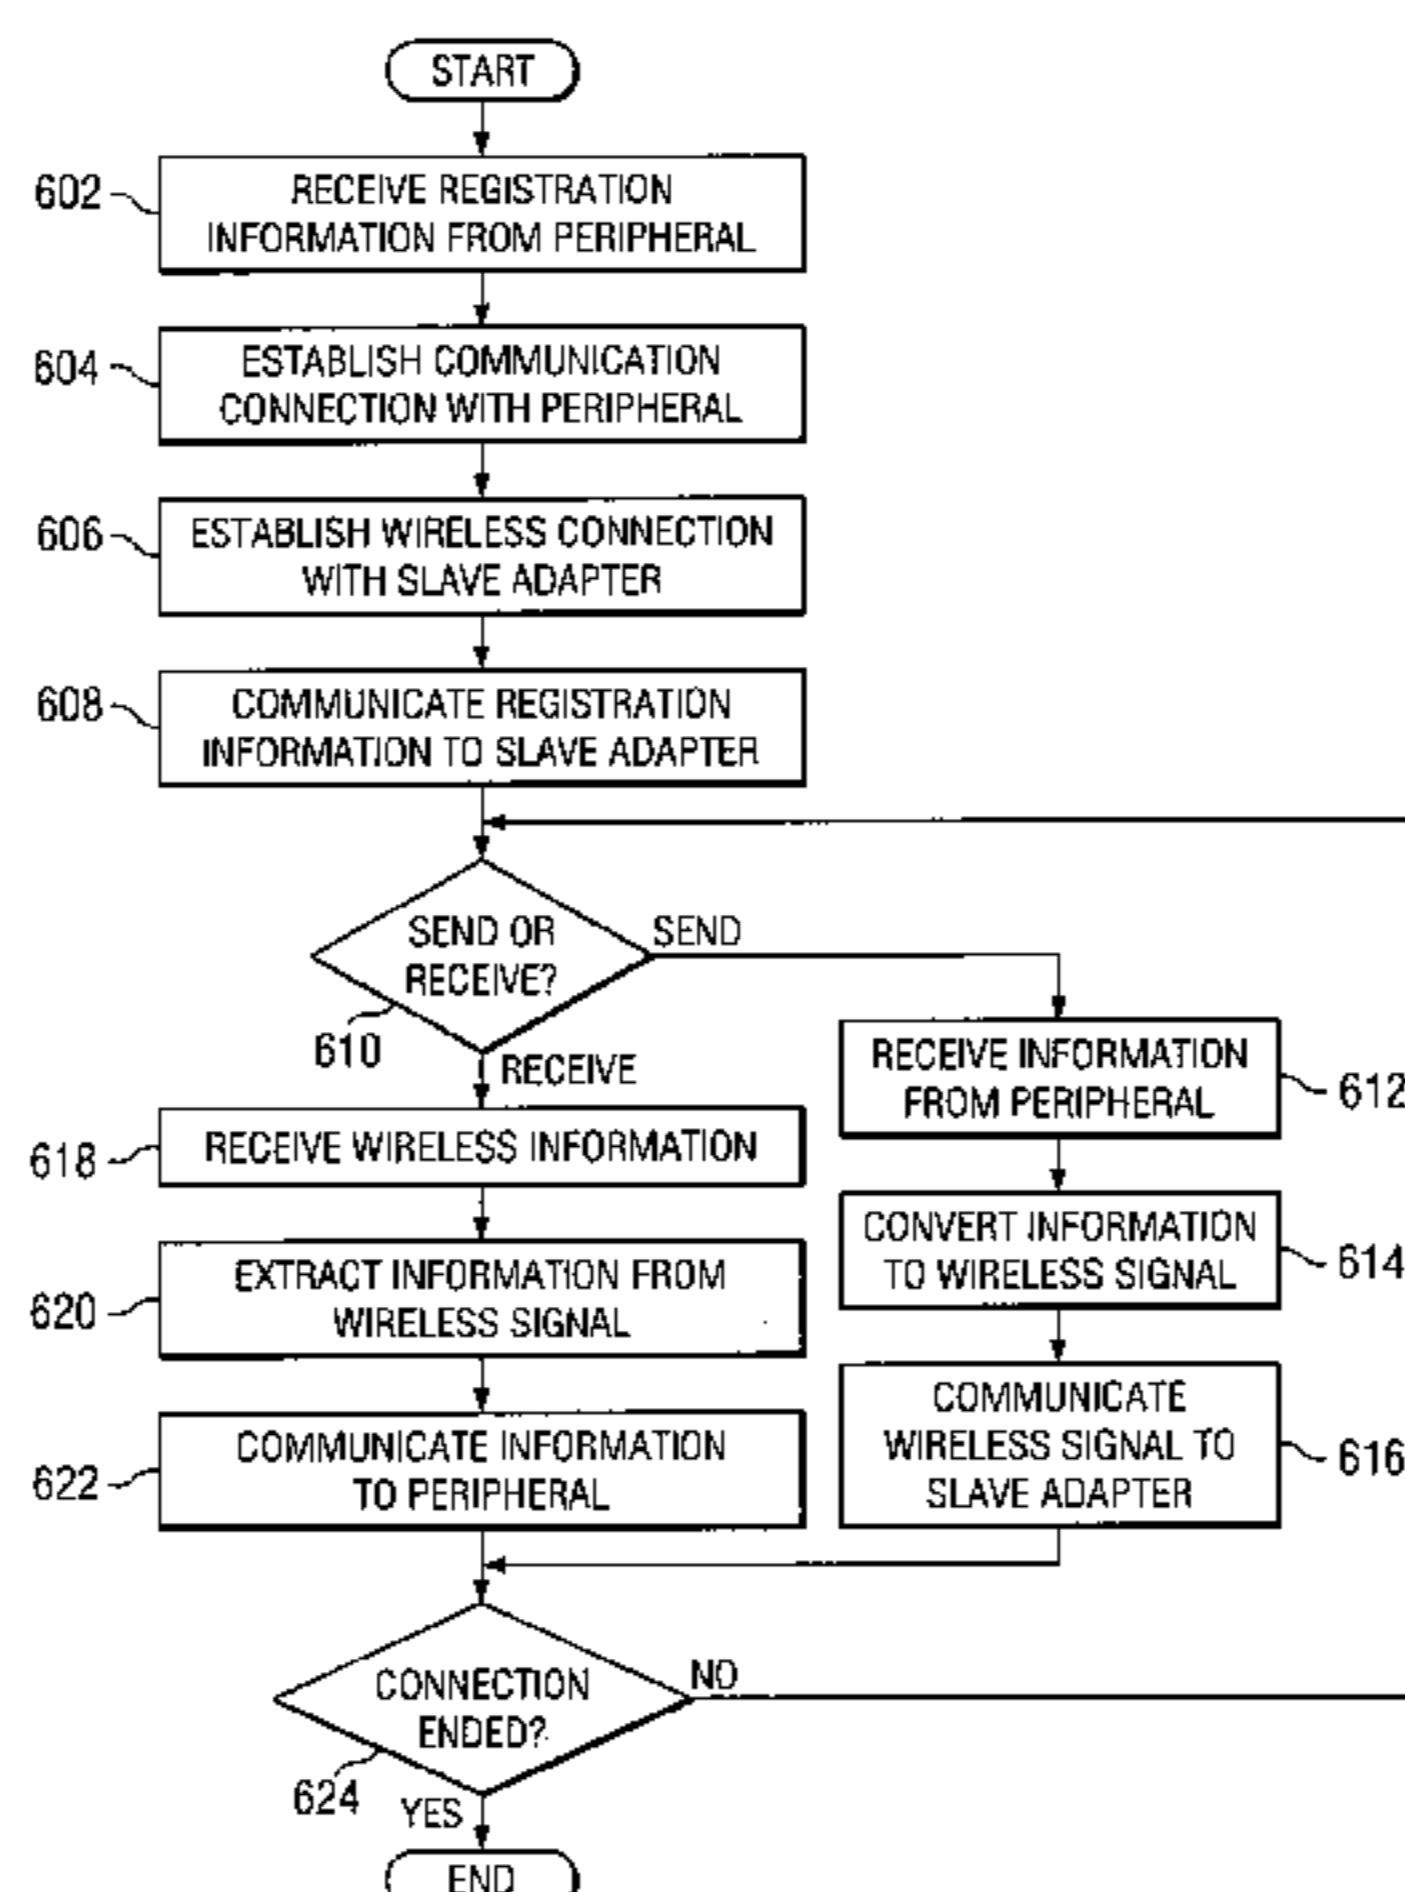 START
602
RECEIVE REGISTRATION
INFORMATION FROM PERIPHERAL
604
ESTABLISH COMMUNICATION
CONNECTION WITH PERIPHERAL
606
ESTABLISH WIRELESS CONNECTION
WITH SLAVE ADAPTER
608
COMMUNICATE REGISTRATION
INFORMATION TO SLAVE ADAPTER
SEND OR
RECEIVE?
610
SEND
RECEIVE
RECEIVE INFORMATION
FROM PERIPHERAL
612
CONVERT INFORMATION
TO WIRELESS SIGNAL
614
COMMUNICATE
WIRELESS SIGNAL TO
SLAVE ADAPTER
616
618
RECEIVE WIRELESS INFORMATION
620
EXTRACT INFORMATION FROM
WIRELESS SIGNAL
622
COMMUNICATE INFORMATION
TO PERIPHERAL
CONNECTION
ENDED?
624
NO
YES
END